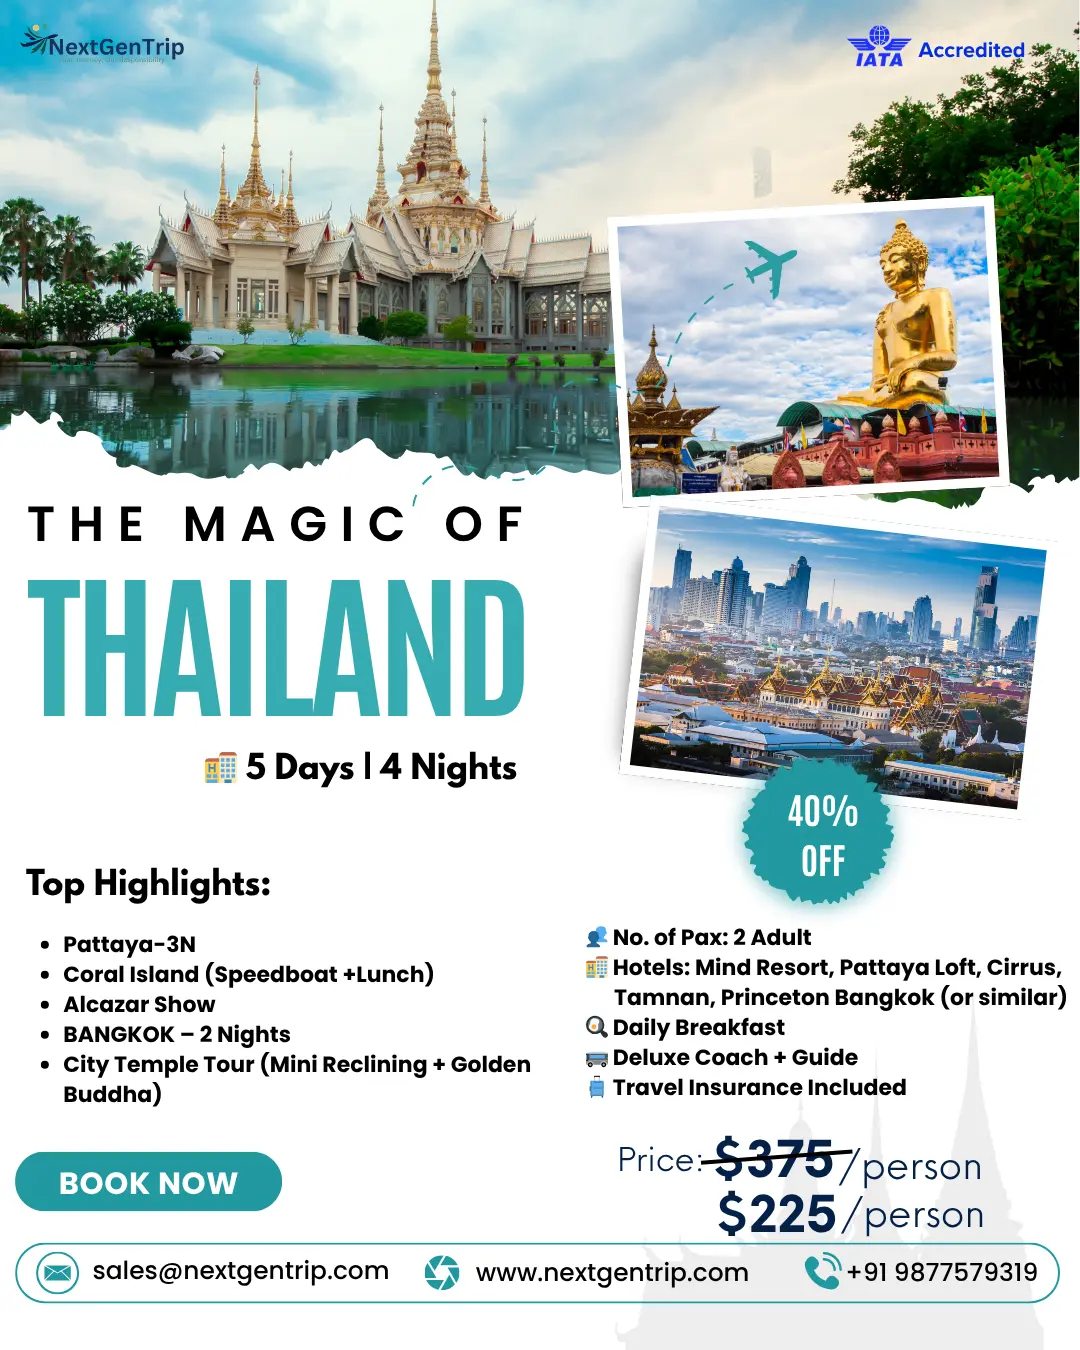 NextGenTrip
IATA Accredited
THE MAGIC OF
THAILAND
5 Days | 4 Nights
40%
OFF
Top Highlights:
• Pattaya-3N
• Coral Island (Speedboat +Lunch)
• Alcazar Show
• BANGKOK – 2 Nights
• City Temple Tour (Mini Reclining + Golden
Buddha)
No. of Pax: 2 Adult
Hotels: Mind Resort, Pattaya Loft, Cirrus,
Tamnan, Princeton Bangkok (or similar)
Daily Breakfast
Deluxe Coach + Guide
Travel Insurance Included
BOOK NOW
Price: $375/person
$225/person
sales@nextgentrip.com
www.nextgentrip.com
+91 9877579319